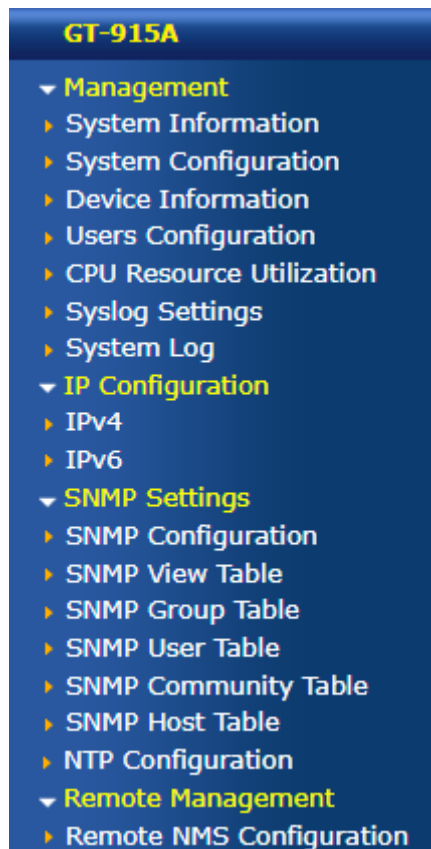 GT-915A
Management
System Information
System Configuration
Device Information
Users Configuration
CPU Resource Utilization
Syslog Settings
System Log
IP Configuration
IPv4
IPv6
SNMP Settings
SNMP Configuration
SNMP View Table
SNMP Group Table
SNMP User Table
SNMP Community Table
SNMP Host Table
NTP Configuration
Remote Management
Remote NMS Configuration